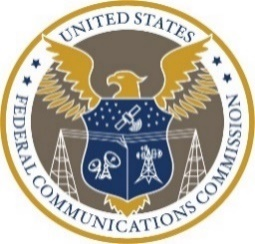 UNITED STATES
FEDERAL COMMUNICATIONS COMMISSION